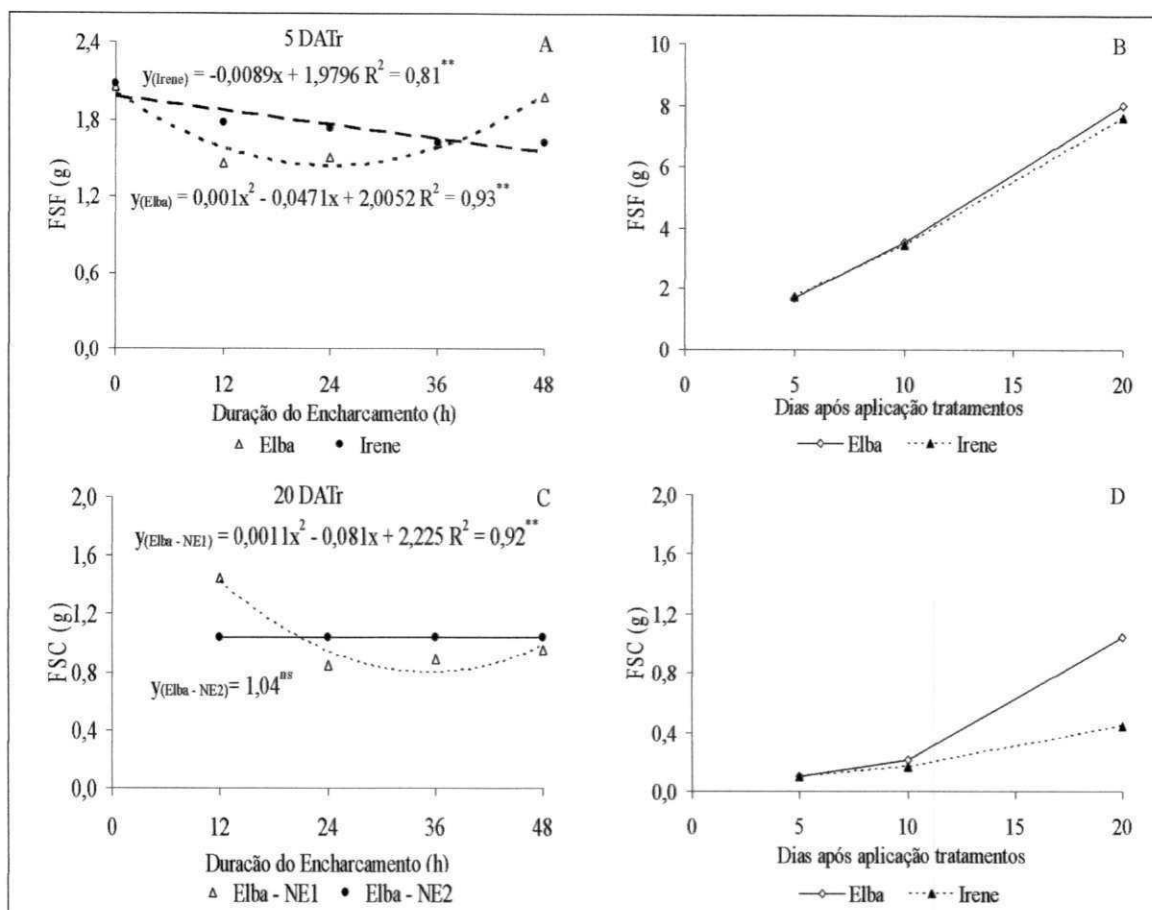 5 DATr
A
y(Irene) = -0,0089x + 1,9796 R² = 0,81**
y(Elba) = 0,001x² - 0,0471x + 2,0052 R² = 0,93**
FSF (g)
2,4
1,8
1,2
0,6
0,0
0 12 24 36 48
Duração do Encharcamento (h)
Elba Irene
B
FSF (g)
10
8
6
4
2
0
0 5 10 15 20
Dias após aplicação tratamentos
Elba Irene
20 DATr
C
y(Elba - NE1) = 0,0011x² - 0,081x + 2,225 R² = 0,92**
y(Elba - NE2)= 1,04ns
FSC (g)
2,0
1,6
1,2
0,8
0,4
0,0
0 12 24 36 48
Duração do Encharcamento (h)
Elba - NE1 Elba - NE2
D
FSC (g)
2,0
1,6
1,2
0,8
0,4
0,0
0 5 10 15 20
Dias após aplicação tratamentos
Elba Irene